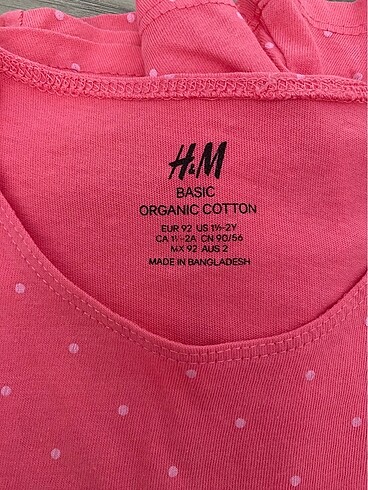 H&M
BASIC
ORGANIC COTTON
EUR 92 US 1½-2Y
CA 1½-2A CN 90/56
MX 92 AUS 2
MADE IN BANGLADESH